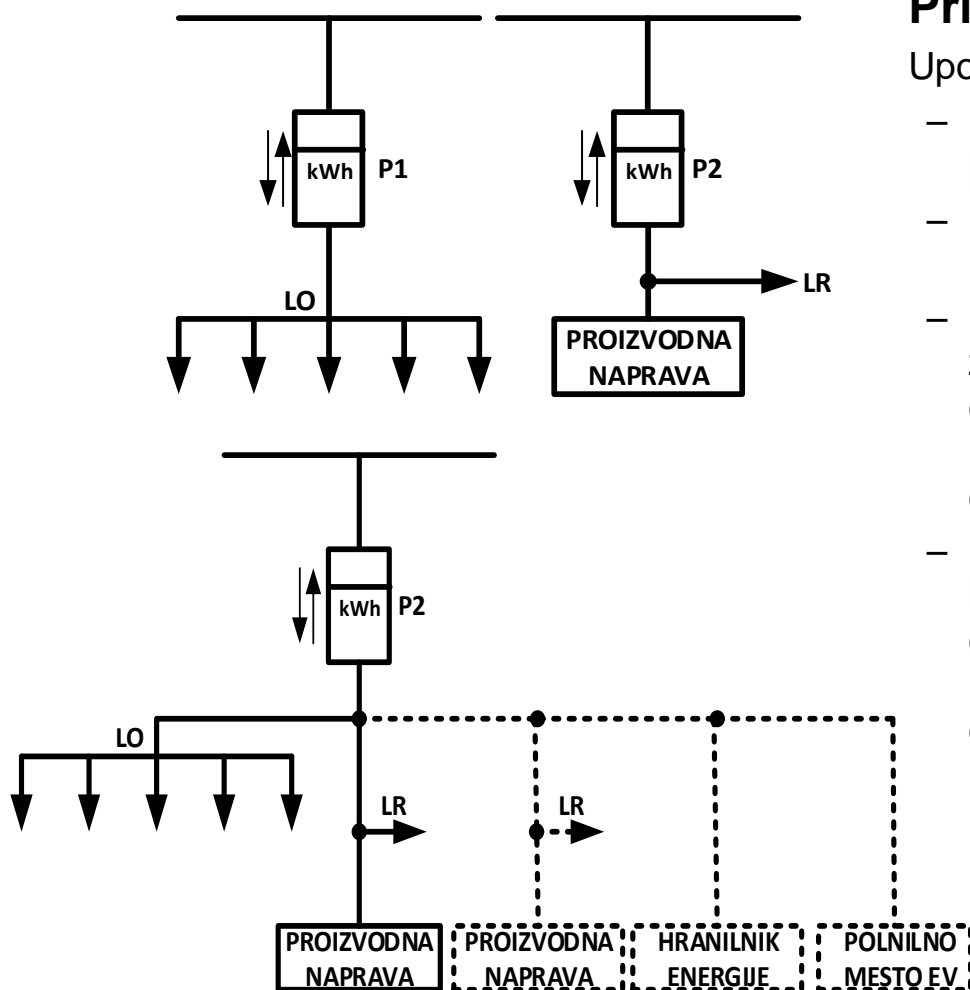 Pri
Upo
–
–
–
–
kWh P1
kWh P2
LO
LR
PROIZVODNA
NAPRAVA
kWh P2
LO
LR
LR
PROIZVODNA
NAPRAVA
PROIZVODNA
NAPRAVA
HRANILNIK
ENERGIJE
POLNILNO
MESTO EV